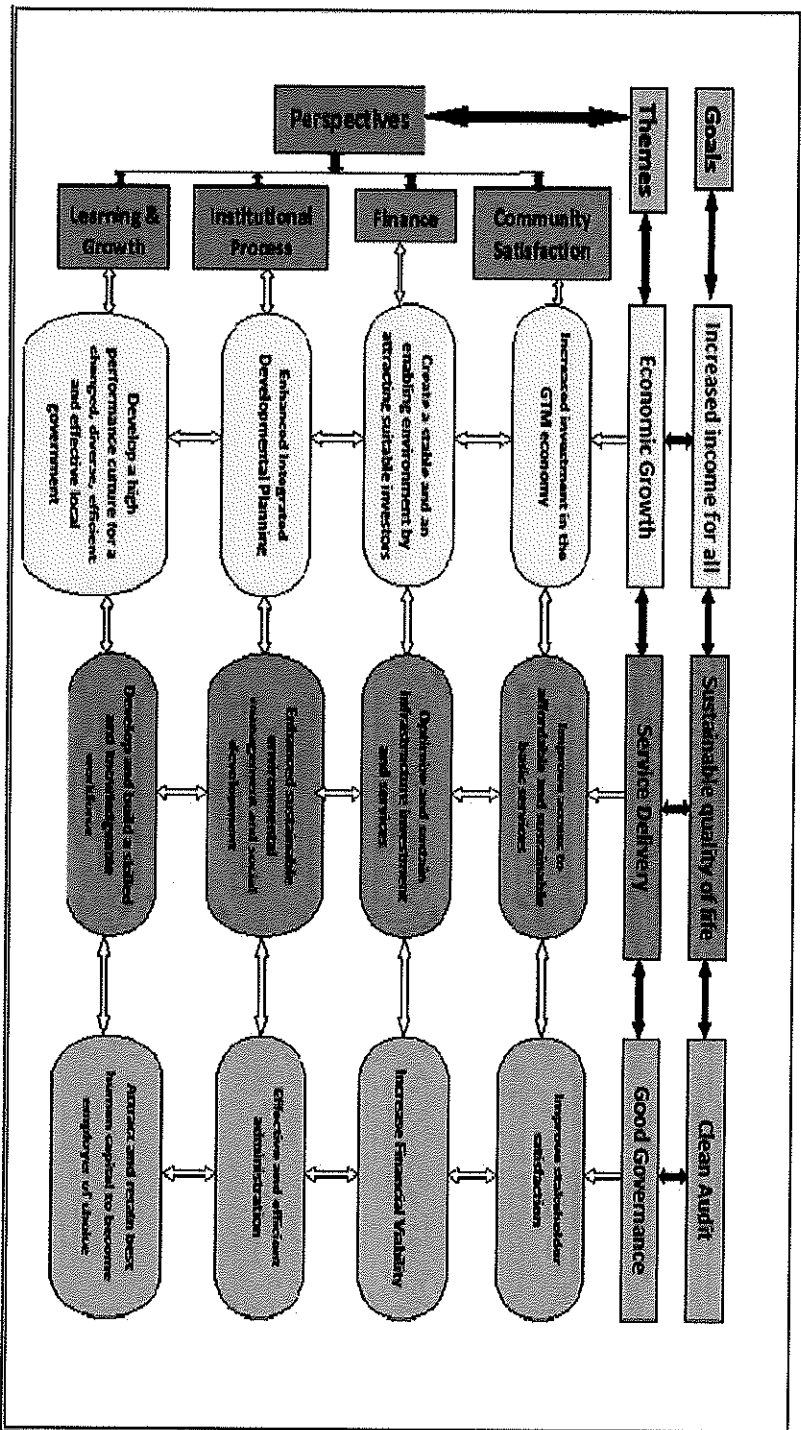 Goals
Increased income for all
Sustainable quality of life
Clean Audit
Themes
Economic Growth
Service Delivery
Good Governance
Perspectives
Community
Satisfaction
Increased investment in the
GTM economy
Improve access to
affordable and sustainable
basic services
Improve stakeholder
satisfaction
Finance
Create a stable and an
enabling environment by
attracting suitable investors
Optimize and sustain
infrastructure investment
and services
Increase Financial Viability
Institutional
Process
Enhanced Integrated
Developmental Planning
Enhanced sustainable
environmental
management and social
development
Effective and efficient
administration
Learning &
Growth
Develop a high
performance culture for a
changed, diverse, efficient
and effective local
government
Develop and build a skilled
and knowledgeable
workforce
Attract and retain best
human capital to become
employer of choice